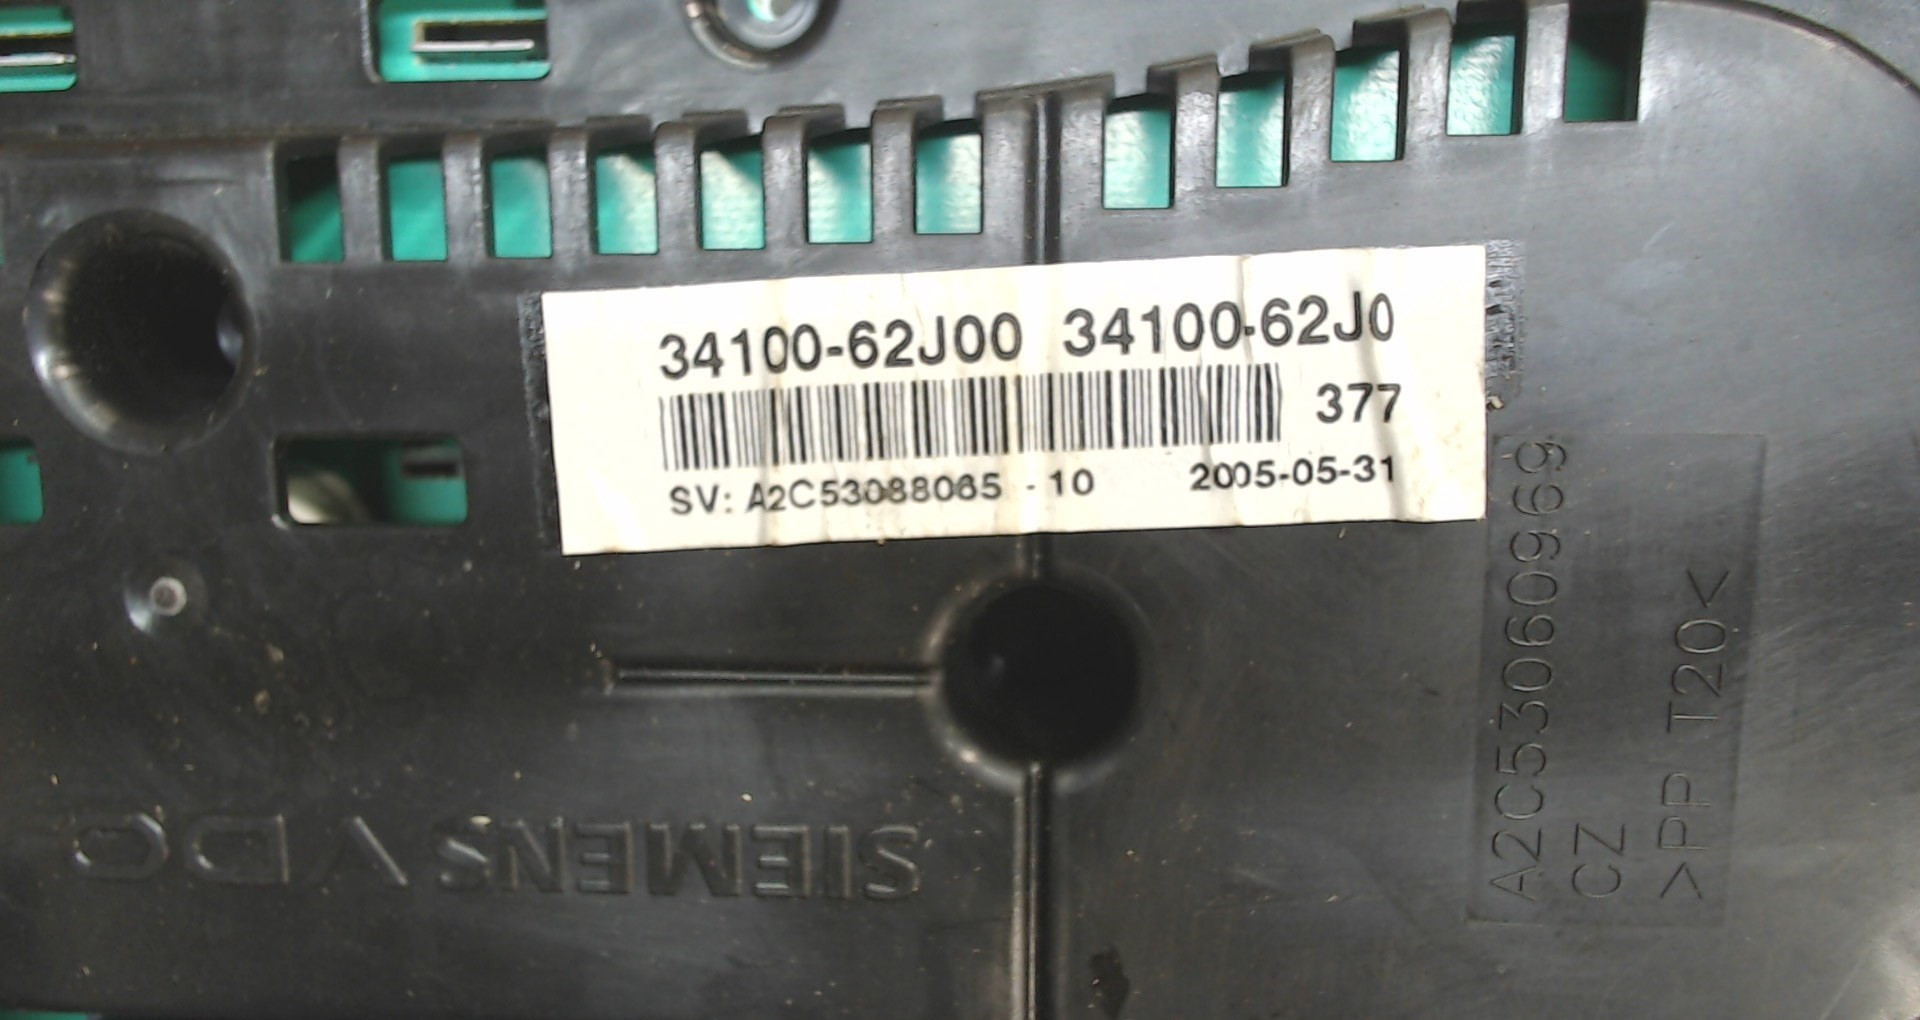 34100-62J00 34100-62J0
377
SV: A2C53088065 - 10 2005-05-31
A2C53060969
CZ
>PP T20<
SIEMENS VDO